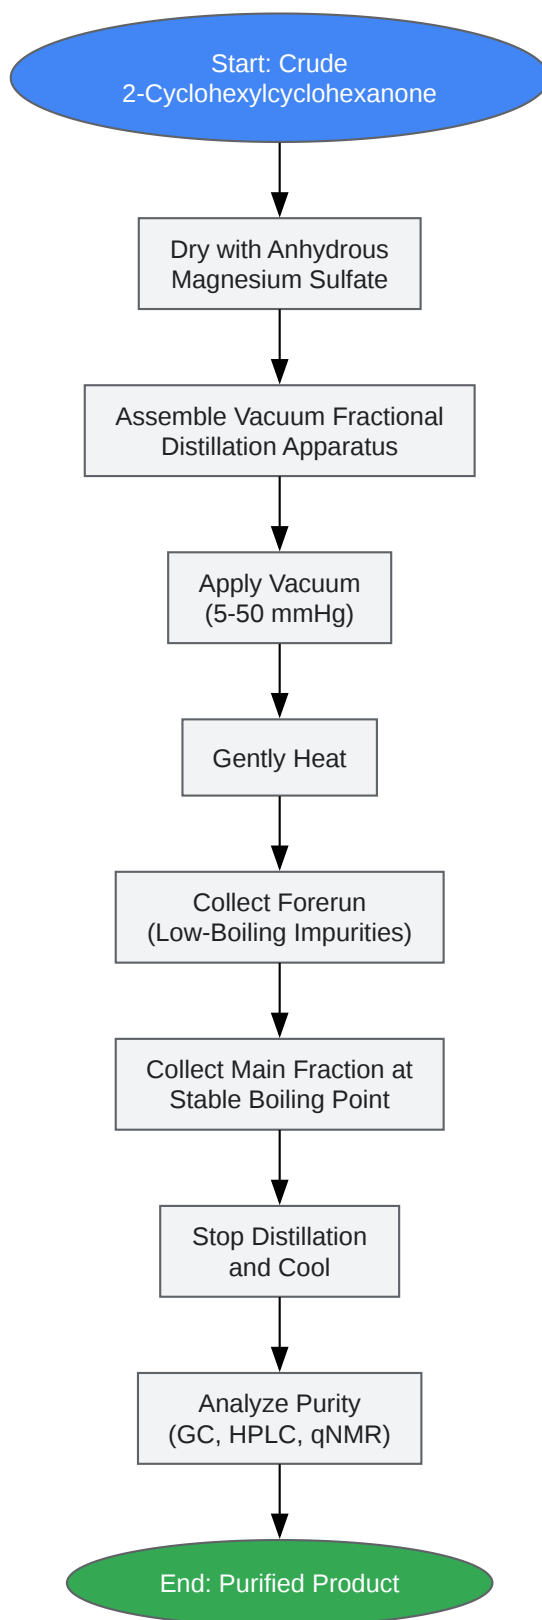 Start: Crude
2-Cyclohexylcyclohexanone
Dry with Anhydrous
Magnesium Sulfate
Assemble Vacuum Fractional
Distillation Apparatus
Apply Vacuum
(5-50 mmHg)
Gently Heat
Collect Forerun
(Low-Boiling Impurities)
Collect Main Fraction at
Stable Boiling Point
Stop Distillation
and Cool
Analyze Purity
(GC, HPLC, qNMR)
End: Purified Product